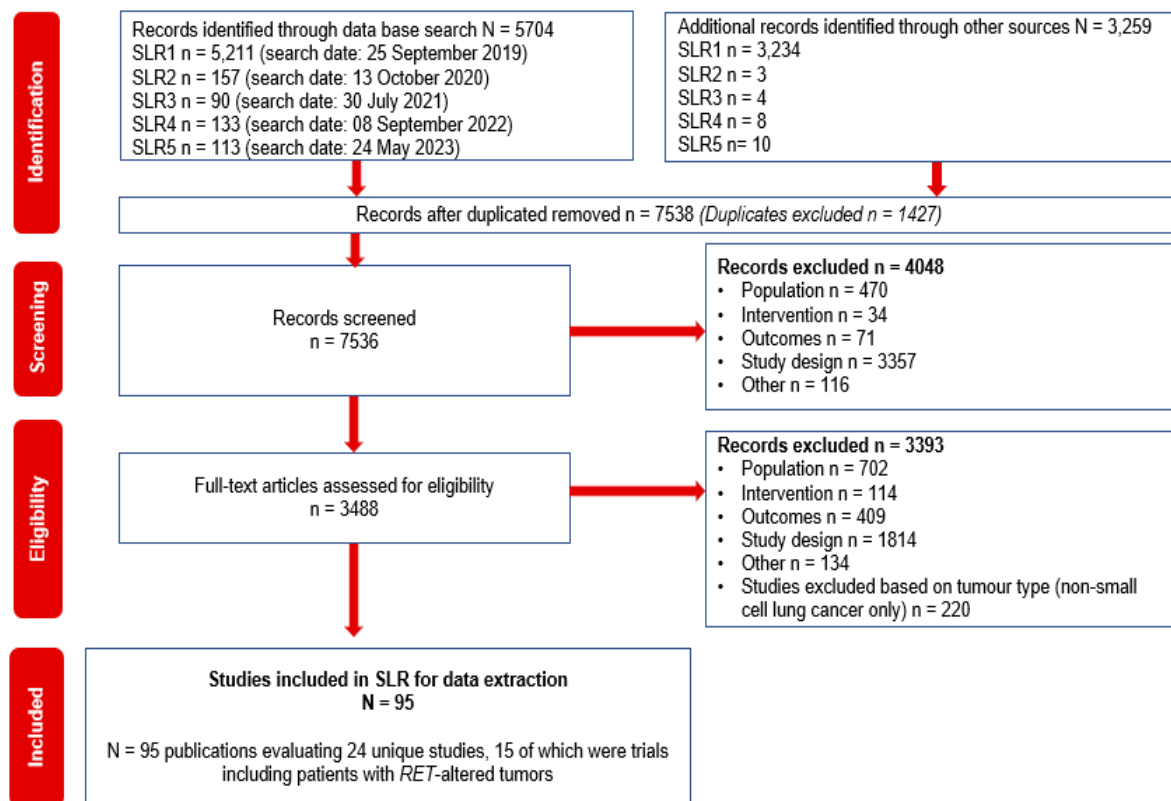 Identification
Records identified through data base search N = 5704
SLR1 n = 5,211 (search date: 25 September 2019)
SLR2 n = 157 (search date: 13 October 2020)
SLR3 n = 90 (search date: 30 July 2021)
SLR4 n = 133 (search date: 08 September 2022)
SLR5 n = 113 (search date: 24 May 2023)
Additional records identified through other sources N = 3,259
SLR1 n = 3,234
SLR2 n = 3
SLR3 n = 4
SLR4 n = 8
SLR5 n= 10
Records after duplicated removed n = 7538 (Duplicates excluded n = 1427)
Screening
Records screened
n = 7536
Records excluded n = 4048
• Population n = 470
• Intervention n = 34
• Outcomes n = 71
• Study design n = 3357
• Other n = 116
Eligibility
Full-text articles assessed for eligibility
n = 3488
Records excluded n = 3393
• Population n = 702
• Intervention n = 114
• Outcomes n = 409
• Study design n = 1814
• Other n = 134
• Studies excluded based on tumour type (non-small
cell lung cancer only) n = 220
Included
Studies included in SLR for data extraction
N = 95
N = 95 publications evaluating 24 unique studies, 15 of which were trials
including patients with RET-altered tumors